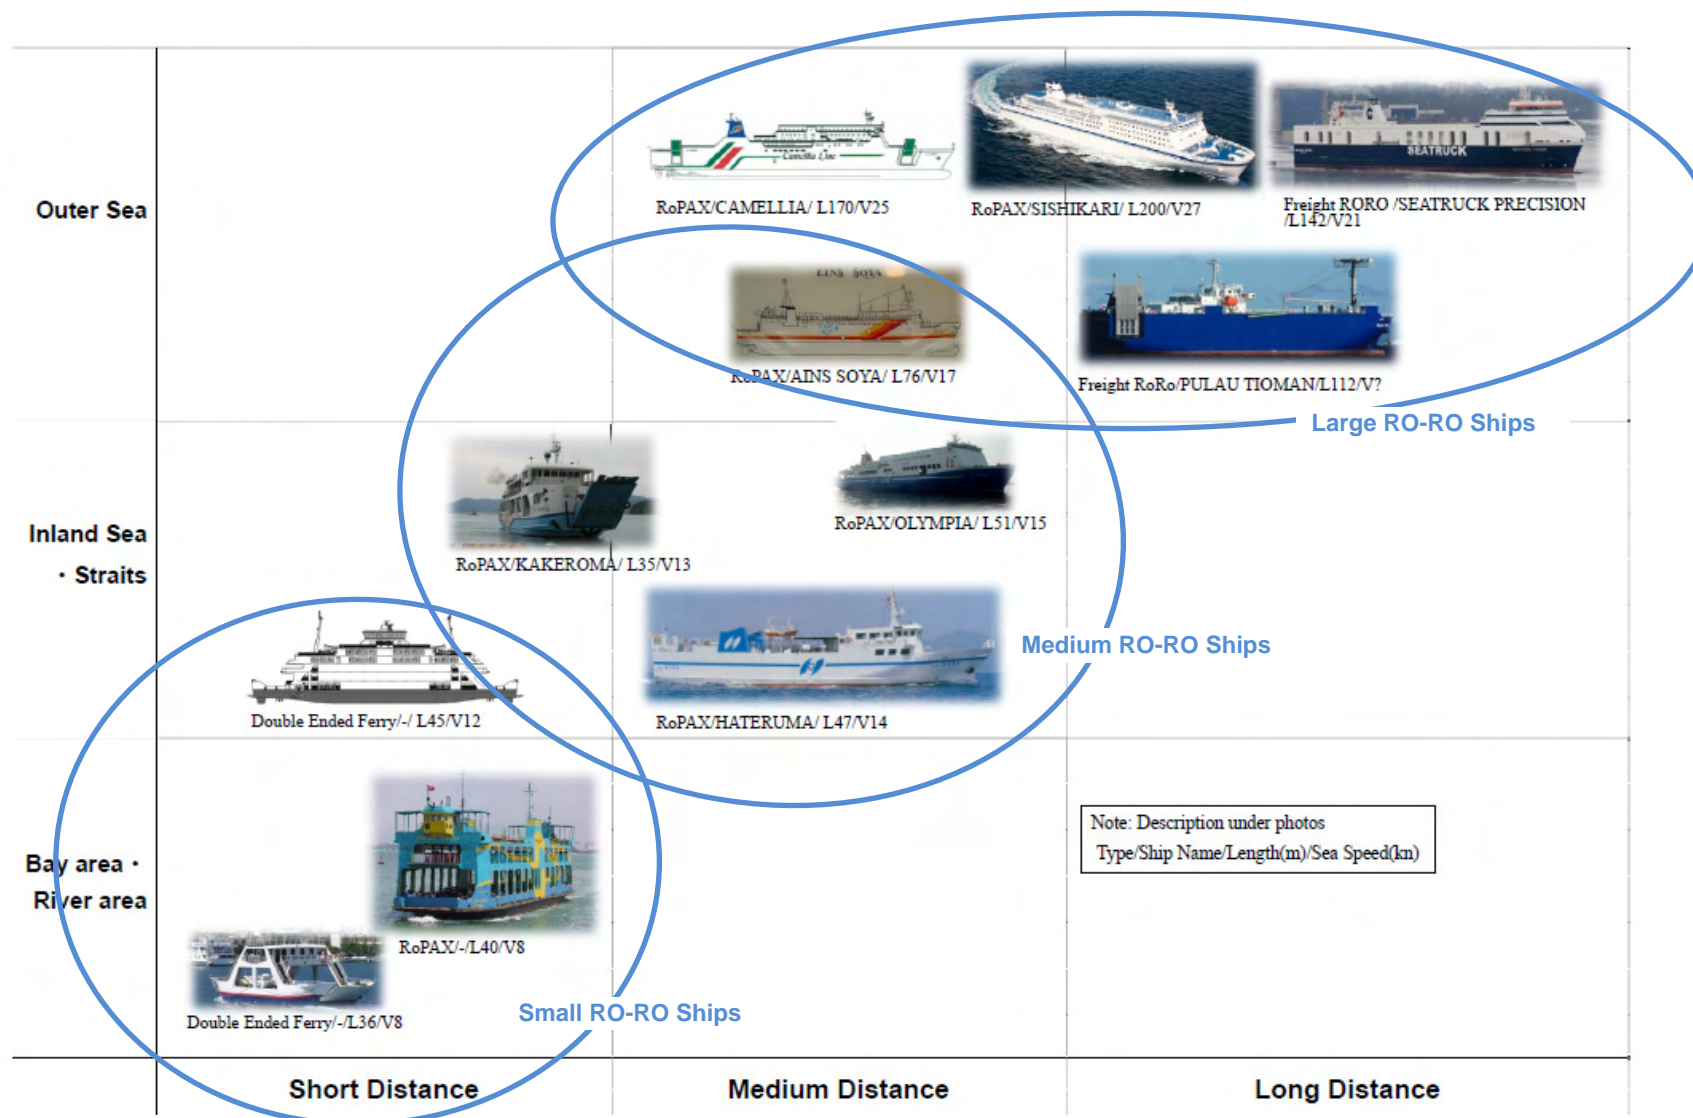 Outer Sea
EINS SOYA
Camellia Line
SEATRUCK
RoPAX/CAMELLIA/ L170/V25
RoPAX/SISHIKARI/ L200/V27
Freight RORO /SEATRUCK PRECISION
/L142/V21
RoPAX/AINS SOYA/ L76/V17
Freight RoRo/PULAU TIOMAN/L112/V?
Large RO-RO Ships
Inland Sea
・Straits
RoPAX/KAKEROMA/ L35/V13
RoPAX/OLYMPIA/ L51/V15
Medium RO-RO Ships
Double Ended Ferry/-/ L45/V12
RoPAX/HATERUMA/ L47/V14
Bay area・
River area
RoPAX/-/L40/V8
Double Ended Ferry/-/L36/V8
Small RO-RO Ships
Note: Description under photos
Type/Ship Name/Length(m)/Sea Speed(kn)
Short Distance
Medium Distance
Long Distance